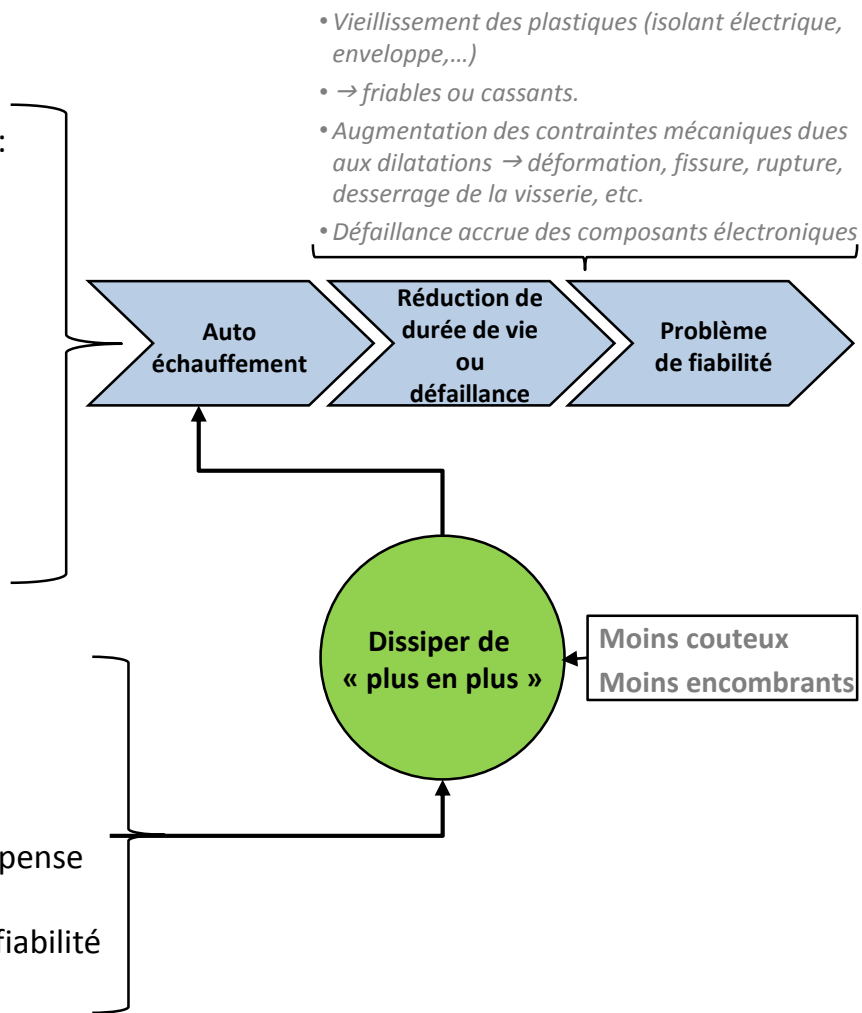 • Vieillissement des plastiques (isolant électrique,
enveloppe,…)
• → friables ou cassants.
• Augmentation des contraintes mécaniques dues
aux dilatations → déformation, fissure, rupture,
desserrage de la visserie, etc.
• Défaillance accrue des composants électroniques
:
Auto
échauffement
Réduction de
durée de vie
ou
défaillance
Problème
de fiabilité
Dissiper de
« plus en plus »
Moins couteux
Moins encombrants
pense
fiabilité